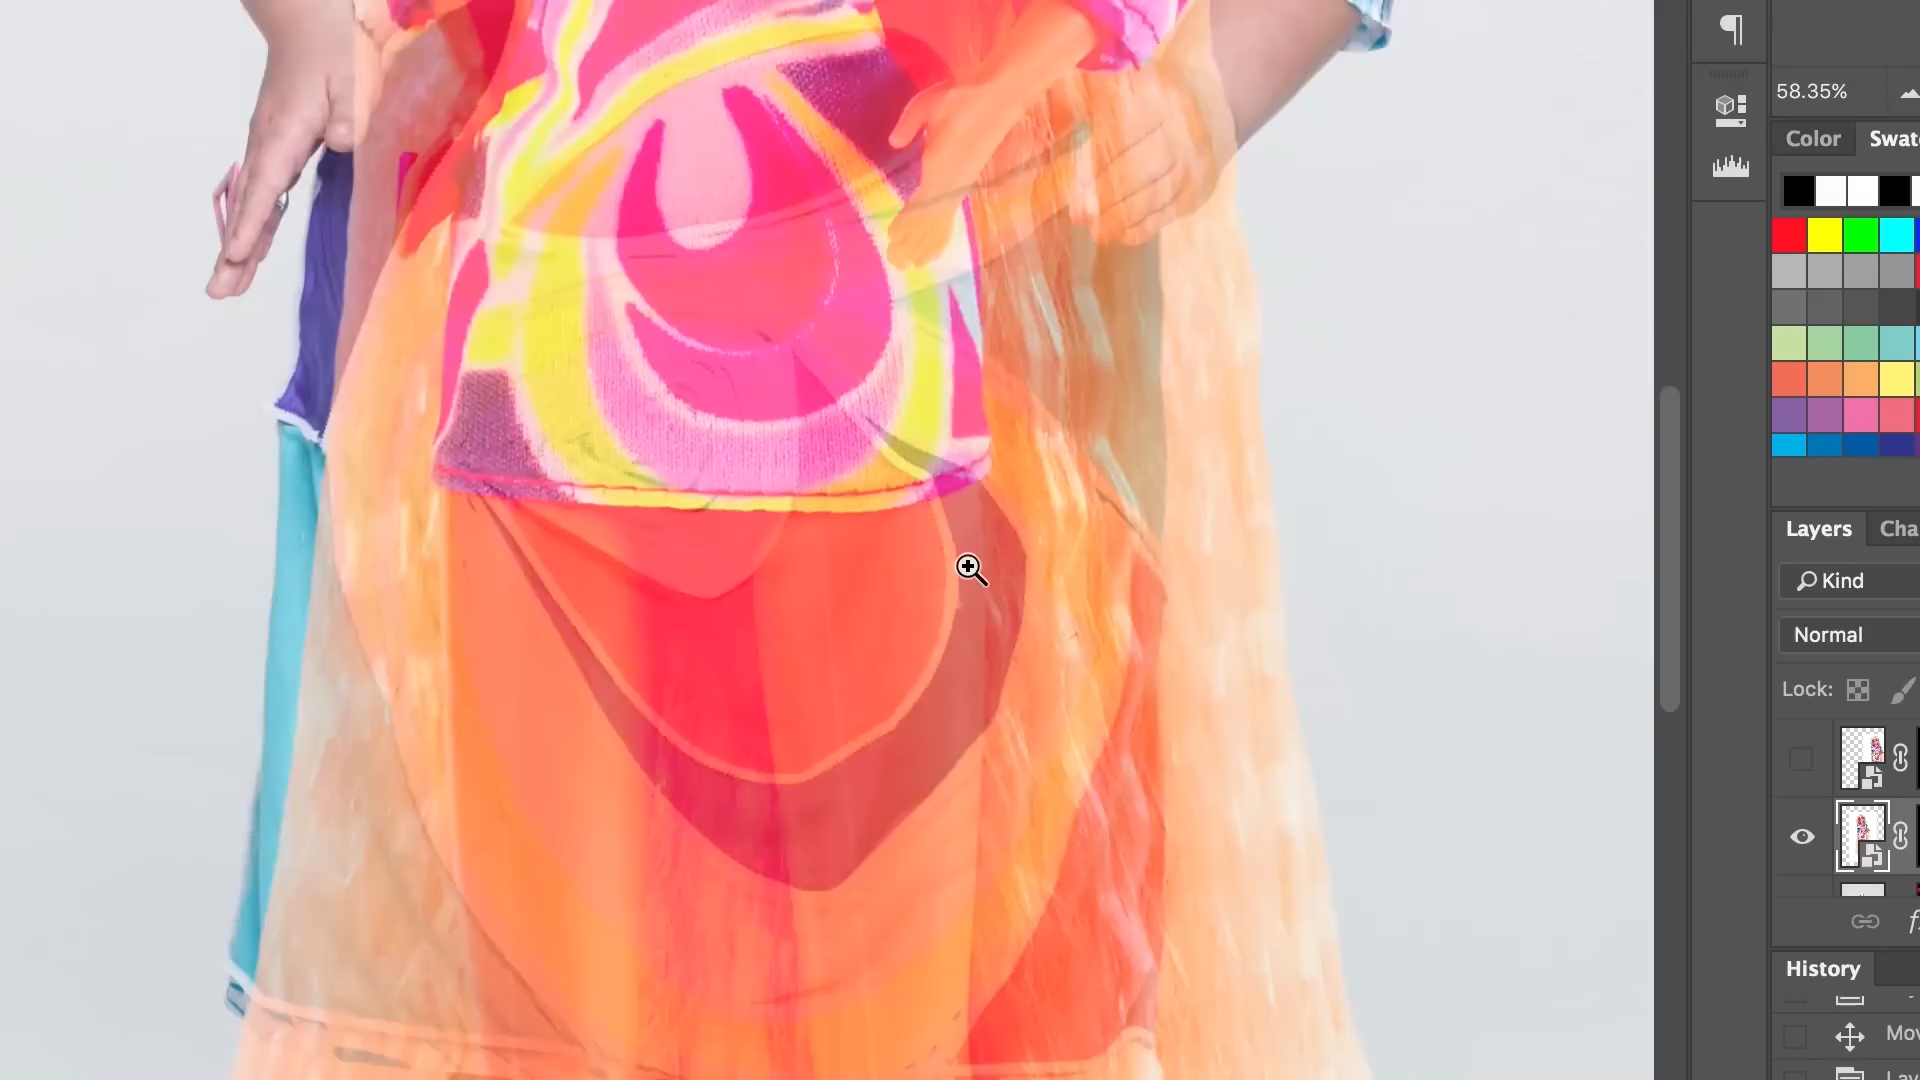 58.35%
Color Swat
Layers Cha
Kind
Normal
Lock:
History
Mov